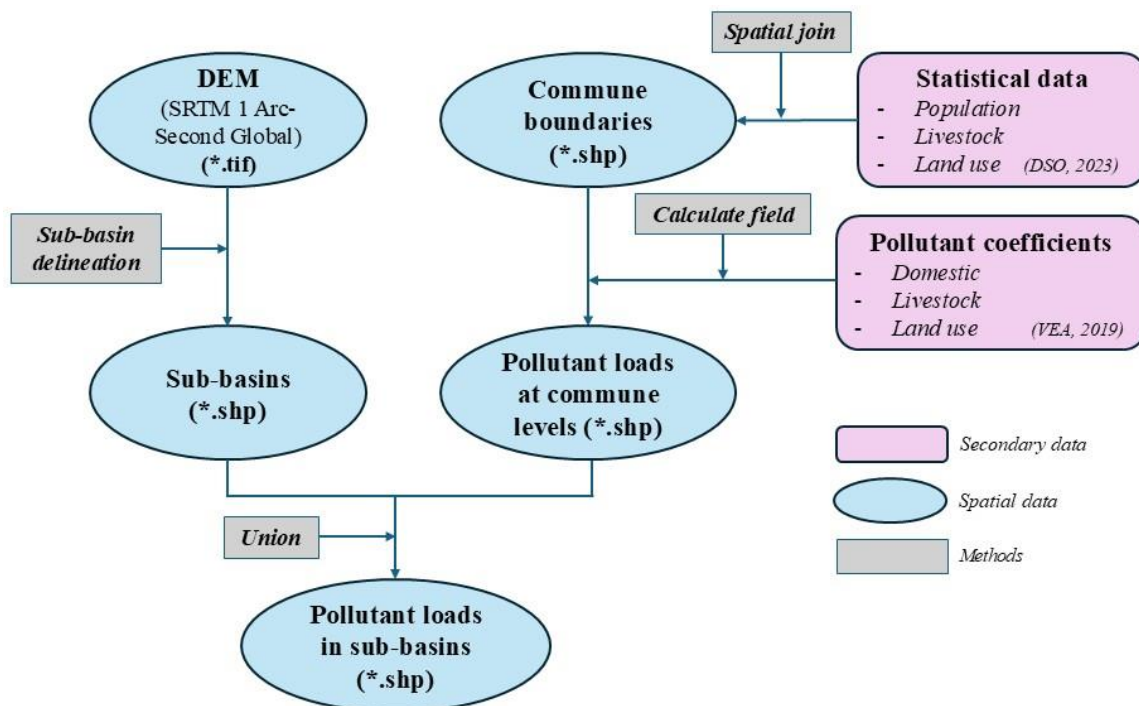 Spatial join
DEM
(SRTM 1 Arc-
Second Global)
(*.tif)
Commune
boundaries
(*.shp)
Statistical data
- Population
- Livestock
- Land use (DSO, 2023)
Sub-basin
delineation
Calculate field
Pollutant coefficients
- Domestic
- Livestock
- Land use (VEA, 2019)
Sub-basins
(*.shp)
Pollutant loads
at commune
levels (*.shp)
Secondary data
Spatial data
Methods
Union
Pollutant loads
in sub-basins
(*.shp)